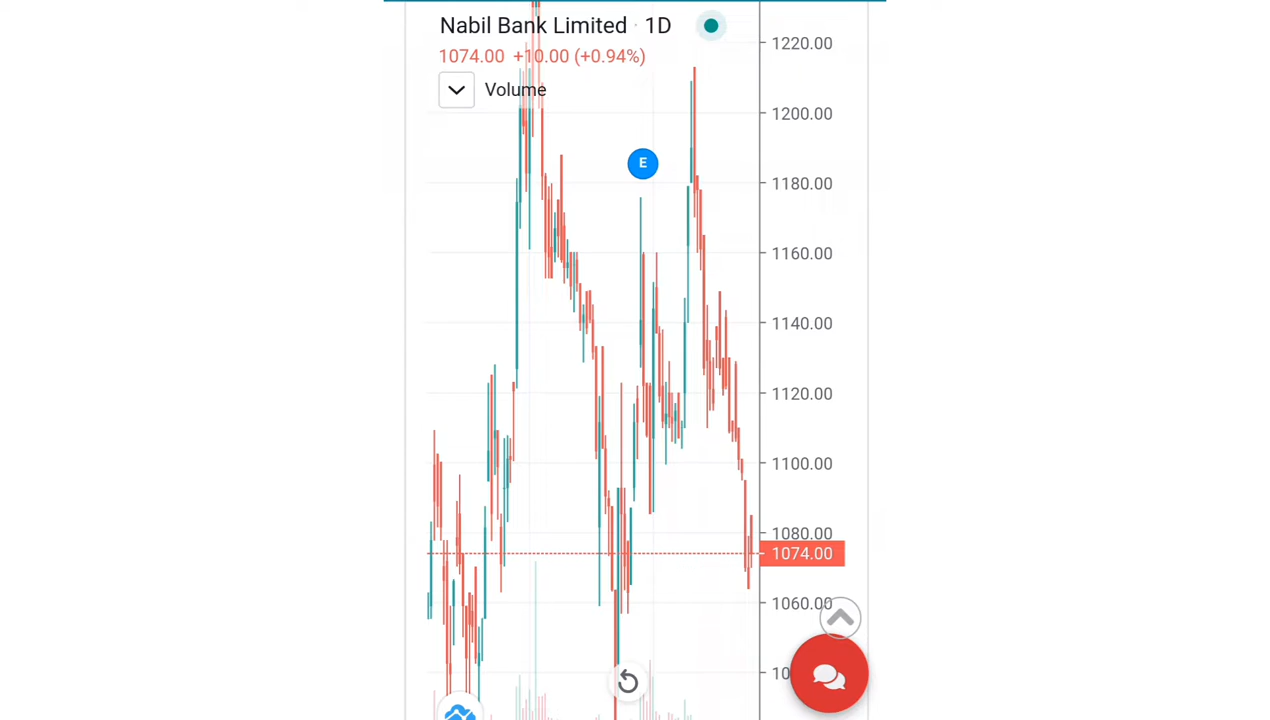 Nabil Bank Limited · 1D
1074.00 +10.00 (+0.94%)
Volume
E
1220.00
1200.00
1180.00
1160.00
1140.00
1120.00
1100.00
1080.00
1074.00
1060.00